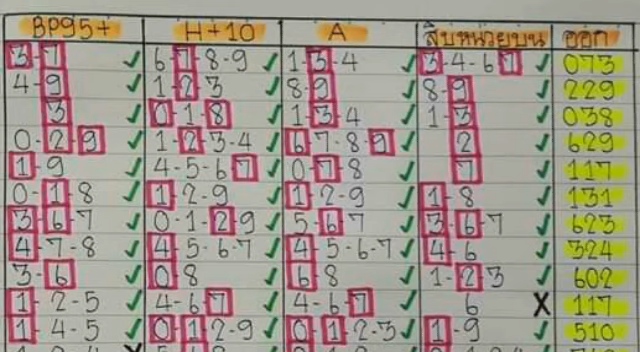 BP95+ H+10 A สิบหน่วยบน ออก
3-7 ✓ 6-7-8-9 ✓ 1-3-4 ✓ 3-4-6-7 ✓ 073
4-9 ✓ 1-2-3 ✓ 8-9 ✓ 8-9 ✓ 229
3 ✓ 0-1-8 ✓ 1-3-4 ✓ 1-3 ✓ 038
0-2-9 ✓ 1-2-3-4 ✓ 6-7-8-9 ✓ 2 ✓ 629
1-9 ✓ 4-5-6-7 ✓ 0-7-8 ✓ 7 ✓ 117
0-1-8 ✓ 1-2-9 ✓ 1-2-9 ✓ 1-8 ✓ 131
3-6-7 ✓ 0-1-2-9 ✓ 5-6-7 ✓ 3-6-7 ✓ 623
4-7-8 ✓ 4-5-6-7 ✓ 4-5-6-7 ✓ 4-6 ✓ 324
3-6 ✓ 0-8 ✓ 6-8 ✓ 1-2-3 ✓ 602
1-2-5 ✓ 4-6-7 ✓ 4-6-7 ✓ 6 X 117
1-4-5 ✓ 0-1-2-9 ✓ 0-1-2-3 ✓ 1-9 ✓ 510